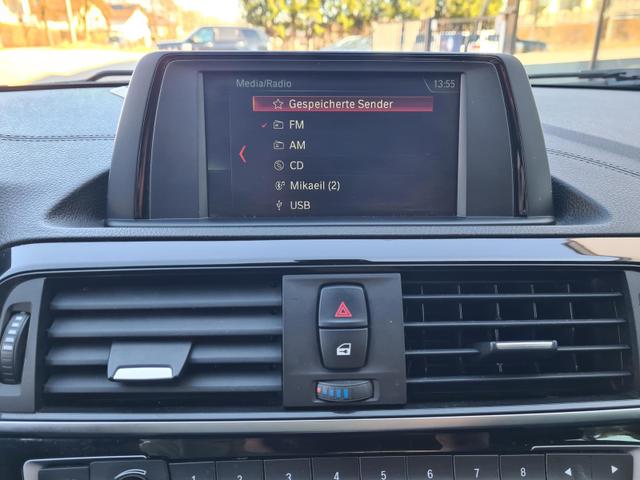 Media/Radio 13:55
Gespeicherte Sender
FM
AM
CD
Mikaeil (2)
USB
1 2 3 4 5 6 7 8